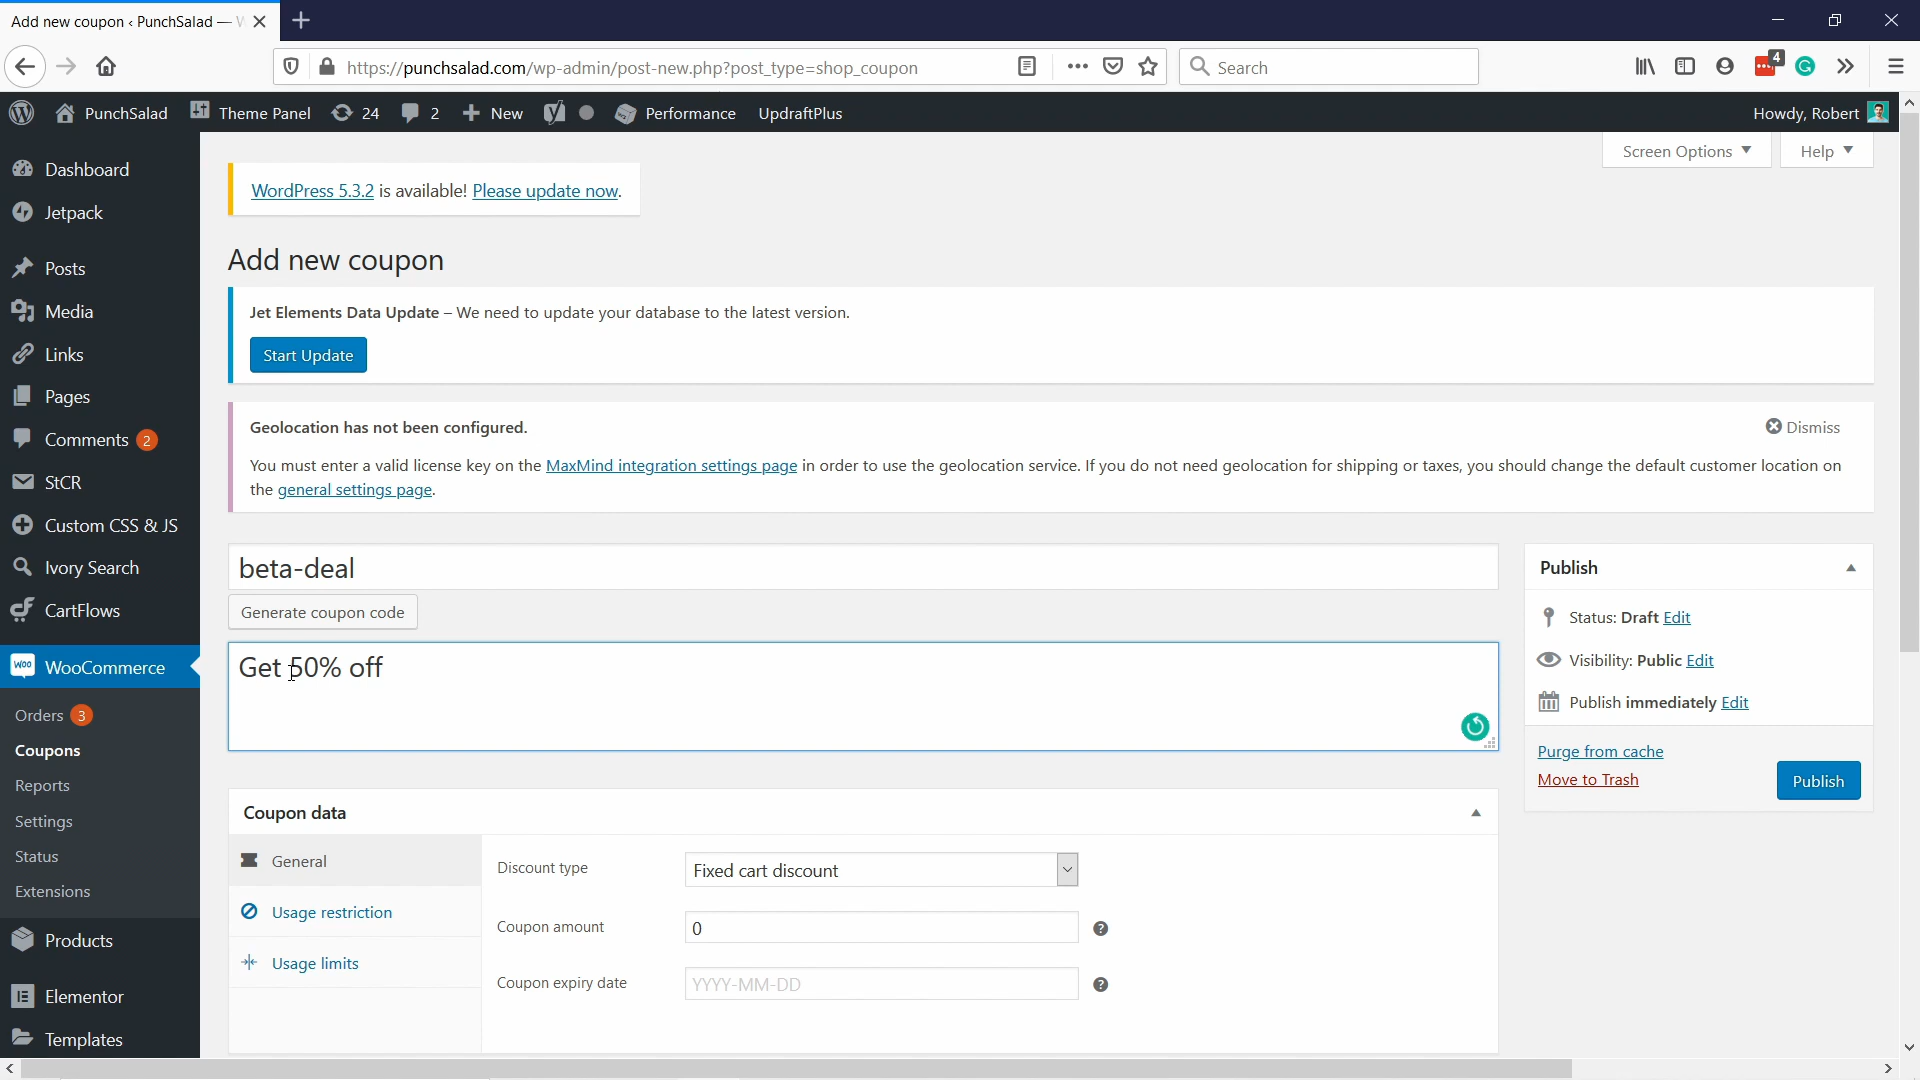 Add new coupon ‹ PunchSalad — W
https://punchsalad.com/wp-admin/post-new.php?post_type=shop_coupon
Search
4
PunchSalad
Theme Panel
24
2
New
Performance
UpdraftPlus
Howdy, Robert
Dashboard
Jetpack
Posts
Media
Links
Pages
Comments 2
StCR
Custom CSS & JS
Ivory Search
CartFlows
WooCommerce
Orders 3
Coupons
Reports
Settings
Status
Extensions
Products
Elementor
Templates
Screen Options
Help
WordPress 5.3.2 is available! Please update now.
Add new coupon
Jet Elements Data Update – We need to update your database to the latest version.
Start Update
Geolocation has not been configured.
Dismiss
You must enter a valid license key on the MaxMind integration settings page in order to use the geolocation service. If you do not need geolocation for shipping or taxes, you should change the default customer location on
the general settings page.
beta-deal
Generate coupon code
Get 50% off
Coupon data
General
Usage restriction
Usage limits
Discount type
Fixed cart discount
Coupon amount
0
Coupon expiry date
YYYY-MM-DD
Publish
Status: Draft Edit
Visibility: Public Edit
Publish immediately Edit
Purge from cache
Move to Trash
Publish